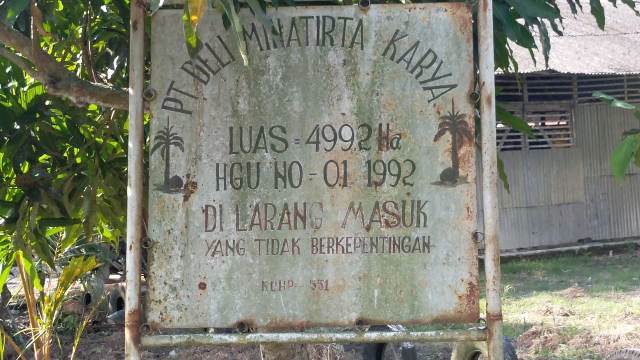 PT. BELI MINATIRTA KARYA
LUAS = 499.2 Ha
HGU NO - 01 1992
DI LARANG MASUK
YANG TIDAK BERKEPENTINGAN
KUHP- 551